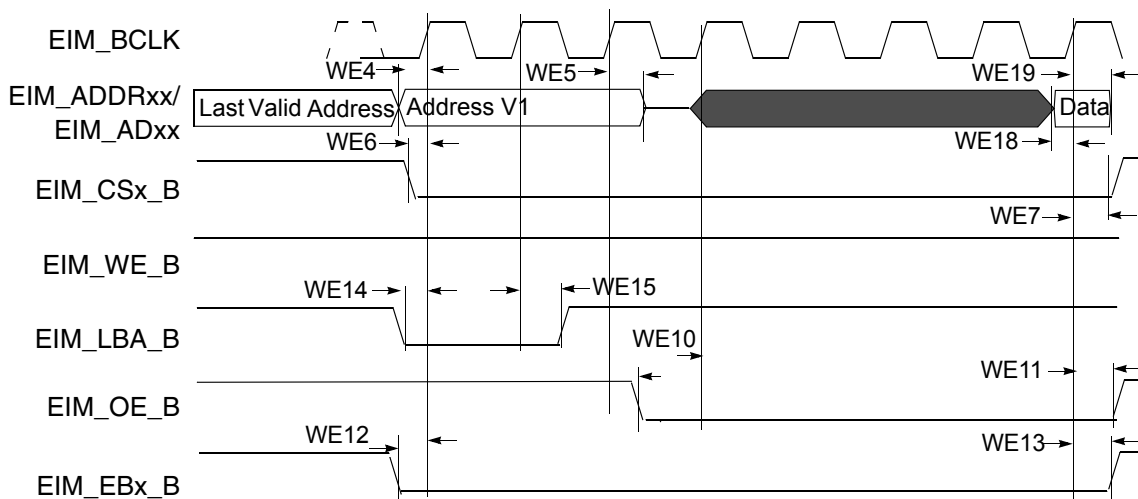 EIM_BCLK
WE4
WE5
WE19
EIM_ADDRxx/
EIM_ADxx
Last Valid Address
Address V1
Data
WE6
WE18
EIM_CSx_B
WE7
EIM_WE_B
WE14
WE15
EIM_LBA_B
WE10
WE11
EIM_OE_B
WE12
WE13
EIM_EBx_B